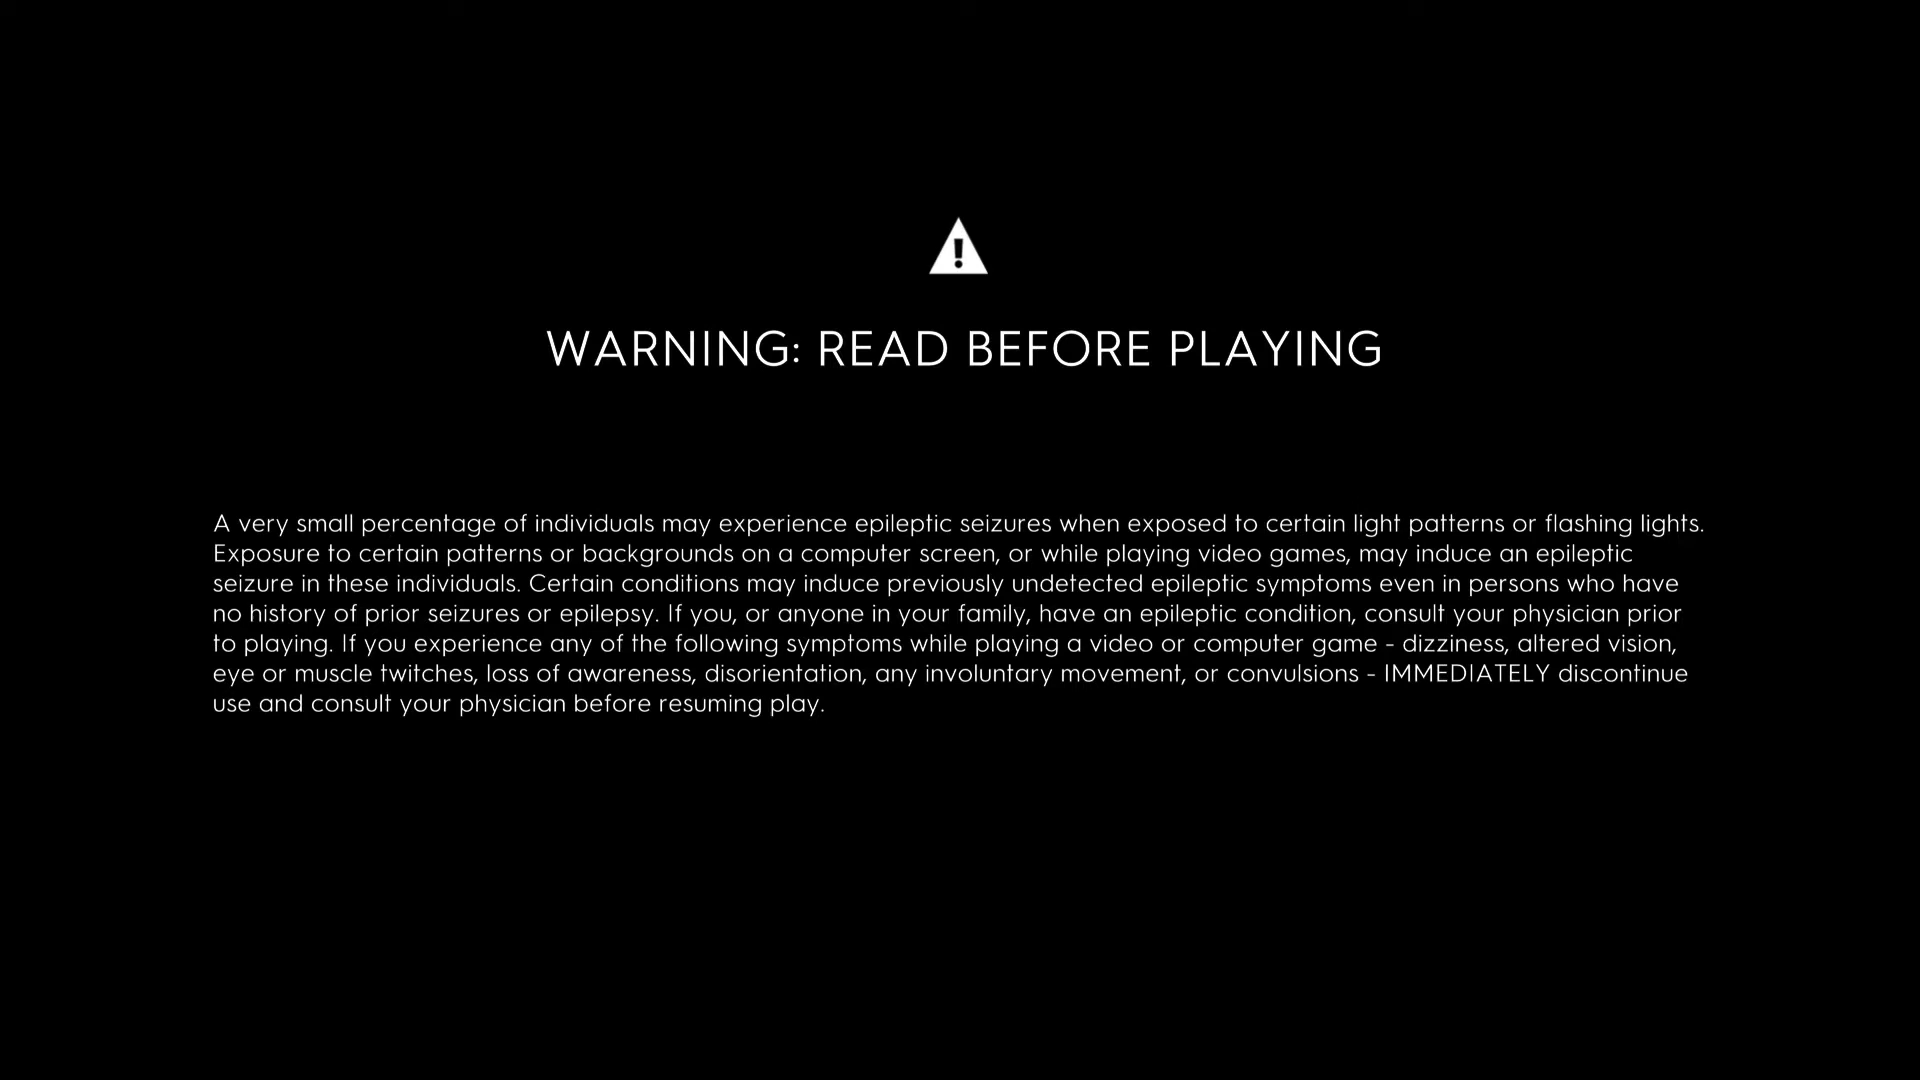 WARNING: READ BEFORE PLAYING
A very small percentage of individuals may experience epileptic seizures when exposed to certain light patterns or flashing lights.
Exposure to certain patterns or backgrounds on a computer screen, or while playing video games, may induce an epileptic
seizure in these individuals. Certain conditions may induce previously undetected epileptic symptoms even in persons who have
no history of prior seizures or epilepsy. If you, or anyone in your family, have an epileptic condition, consult your physician prior
to playing. If you experience any of the following symptoms while playing a video or computer game - dizziness, altered vision,
eye or muscle twitches, loss of awareness, disorientation, any involuntary movement, or convulsions - IMMEDIATELY discontinue
use and consult your physician before resuming play.